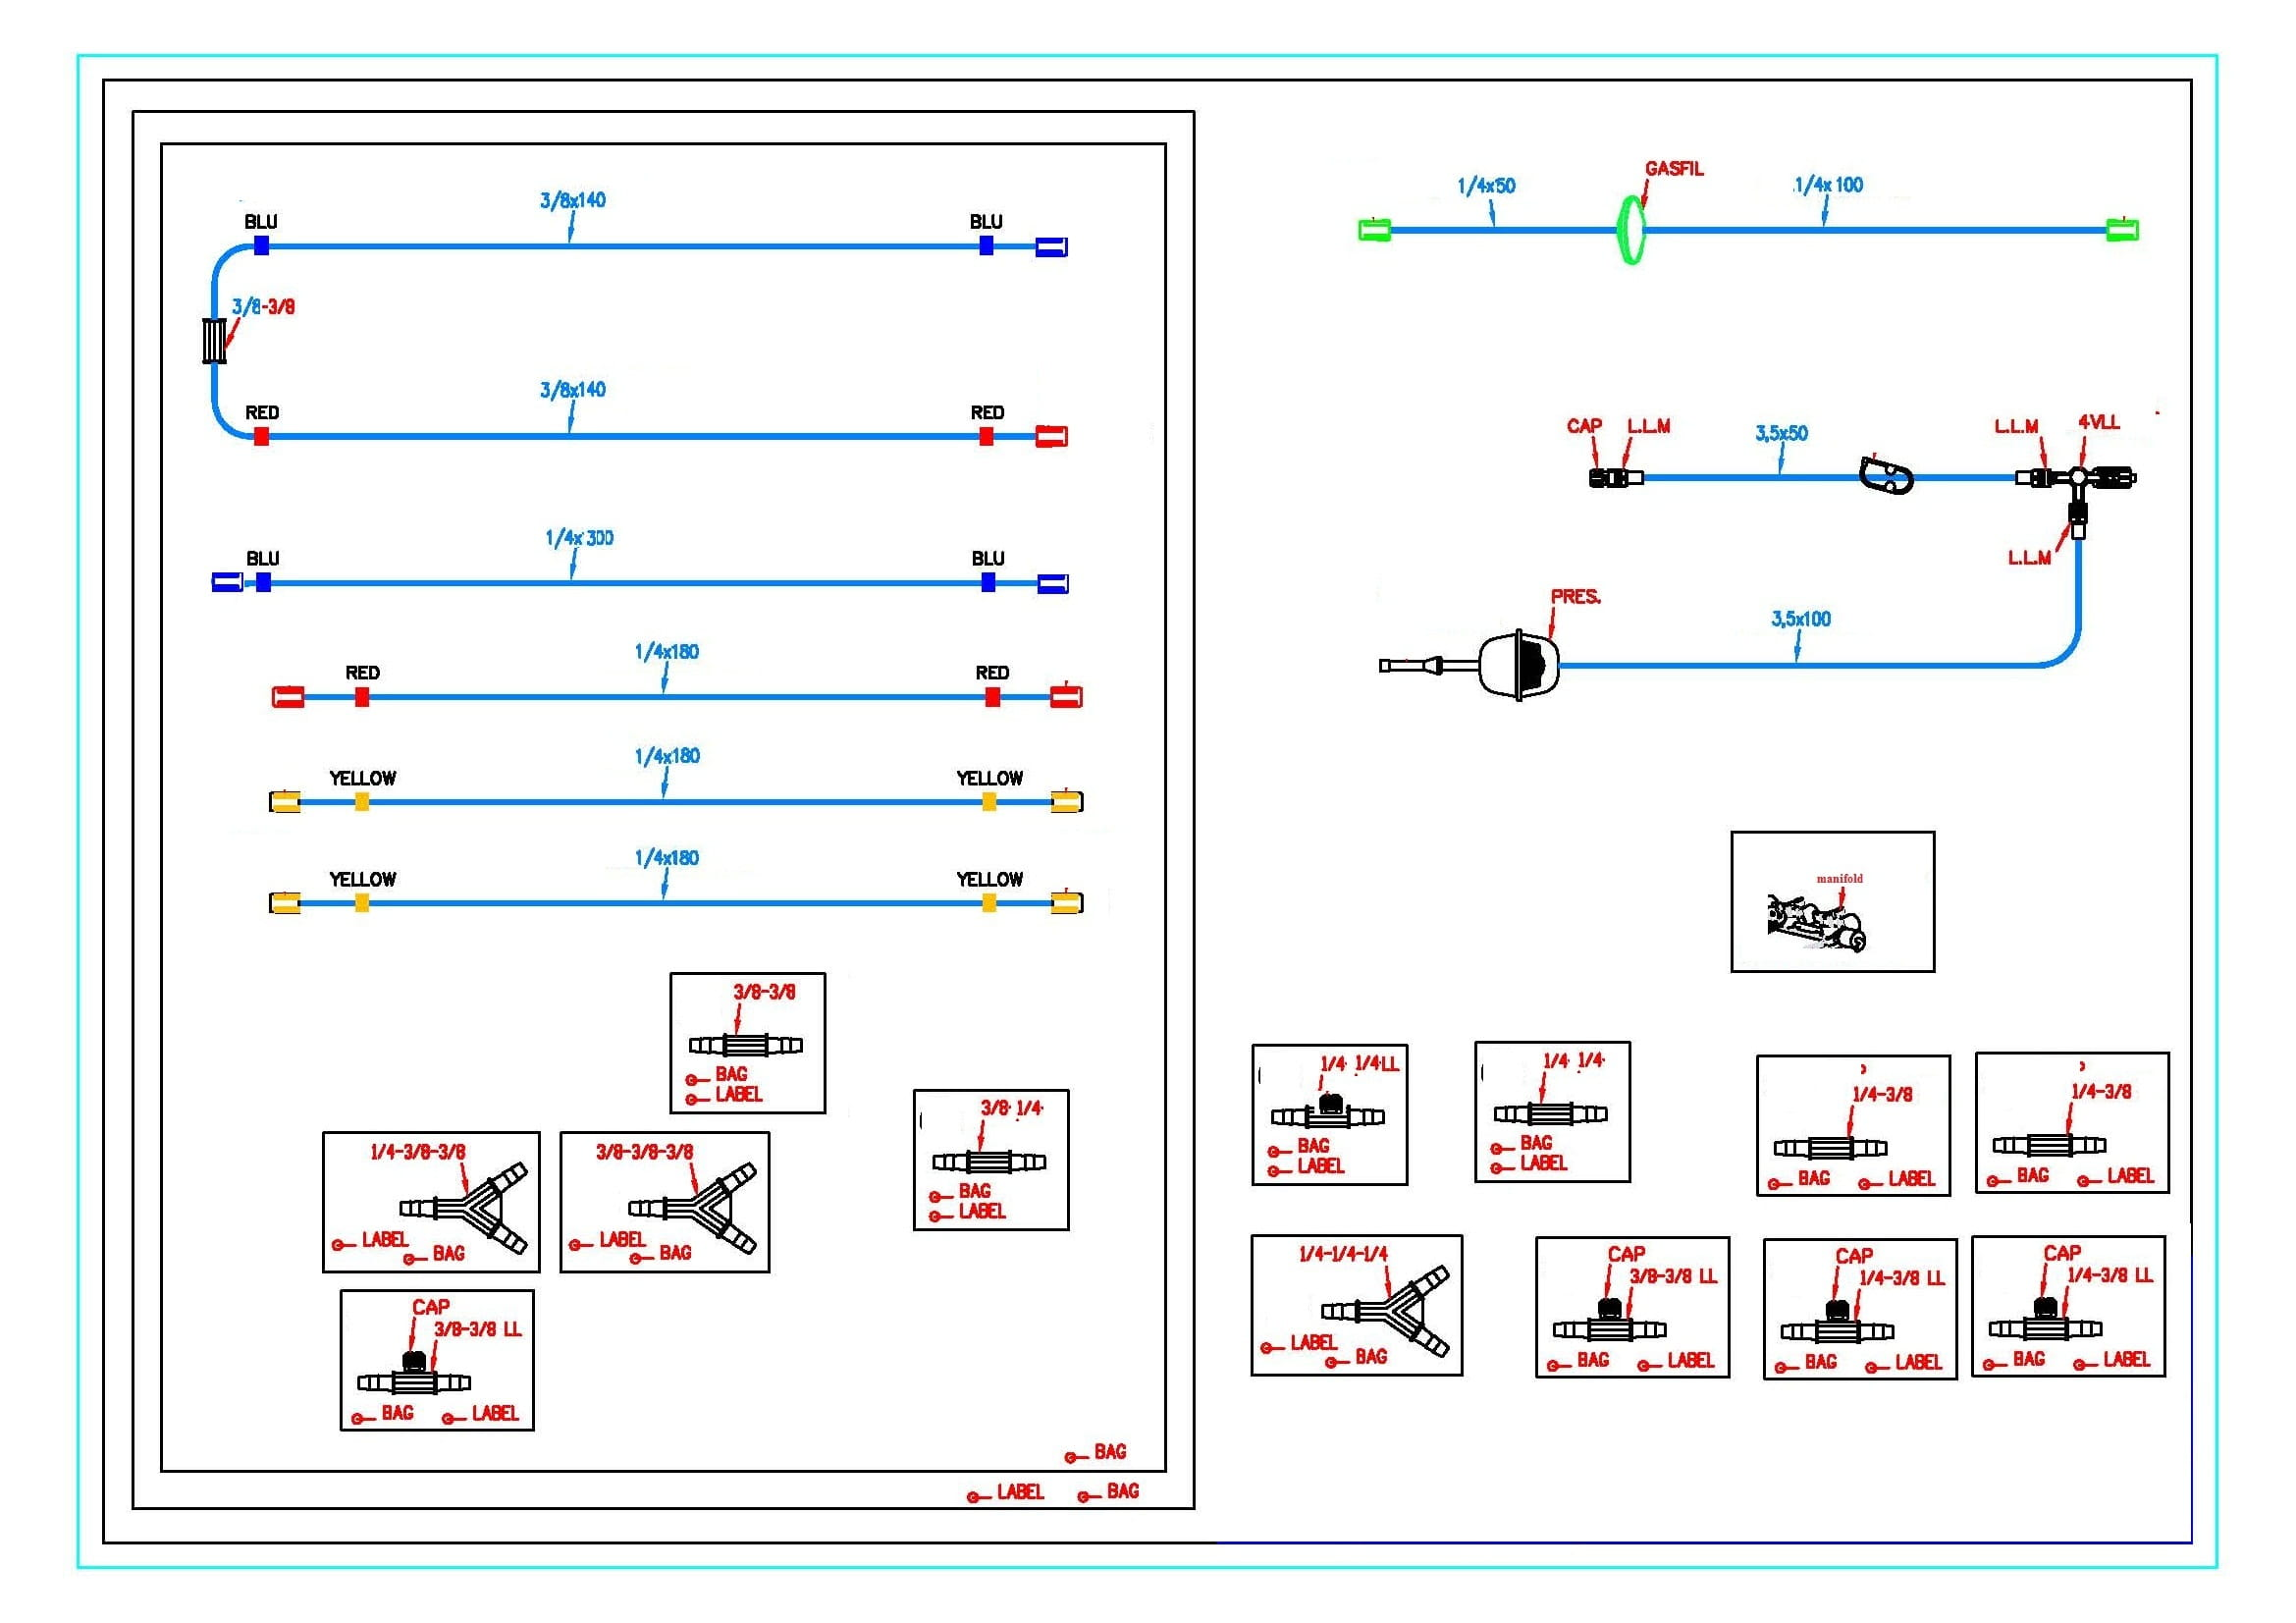 3/8x140
BLU
BLU
3/8-3/8
3/8x140
RED
RED
1/4x 300
BLU
BLU
1/4x180
RED
RED
1/4x180
YELLOW
YELLOW
1/4x180
YELLOW
YELLOW
3/8-3/8
BAG
LABEL
3/8 1/4
BAG
LABEL
1/4-3/8-3/8
LABEL
BAG
3/8-3/8-3/8
LABEL
BAG
CAP
3/8-3/8 LL
BAG
LABEL
BAG
LABEL
BAG
GASFIL
1/4x50
1/4x 100
CAP
L.L.M
3,5x50
L.L.M
4VLL
L.L.M
PRES.
3,5x100
manifold
1/4 1/4 LL
BAG
LABEL
1/4 1/4
BAG
LABEL
1/4-3/8
BAG
LABEL
1/4-3/8
BAG
LABEL
1/4-1/4-1/4
LABEL
BAG
CAP
3/8-3/8 LL
BAG
LABEL
CAP
1/4-3/8 LL
BAG
LABEL
CAP
1/4-3/8 LL
BAG
LABEL